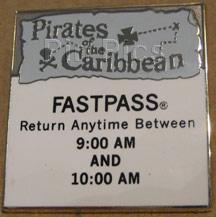 Pirates
of the
Caribbean
FASTPASS®
Return Anytime Between
9:00 AM
AND
10:00 AM